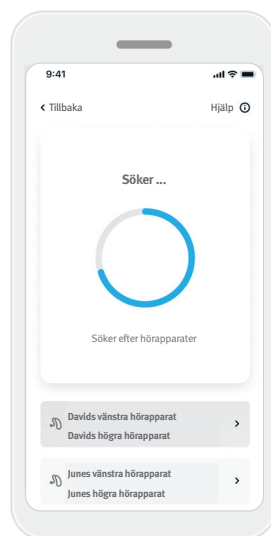 9:41
Tillbaka
Hjälp
Söker ...
Söker efter hörapparater
Davids vänstra hörapparat
Davids högra hörapparat
Junes vänstra hörapparat
Junes högra hörapparat